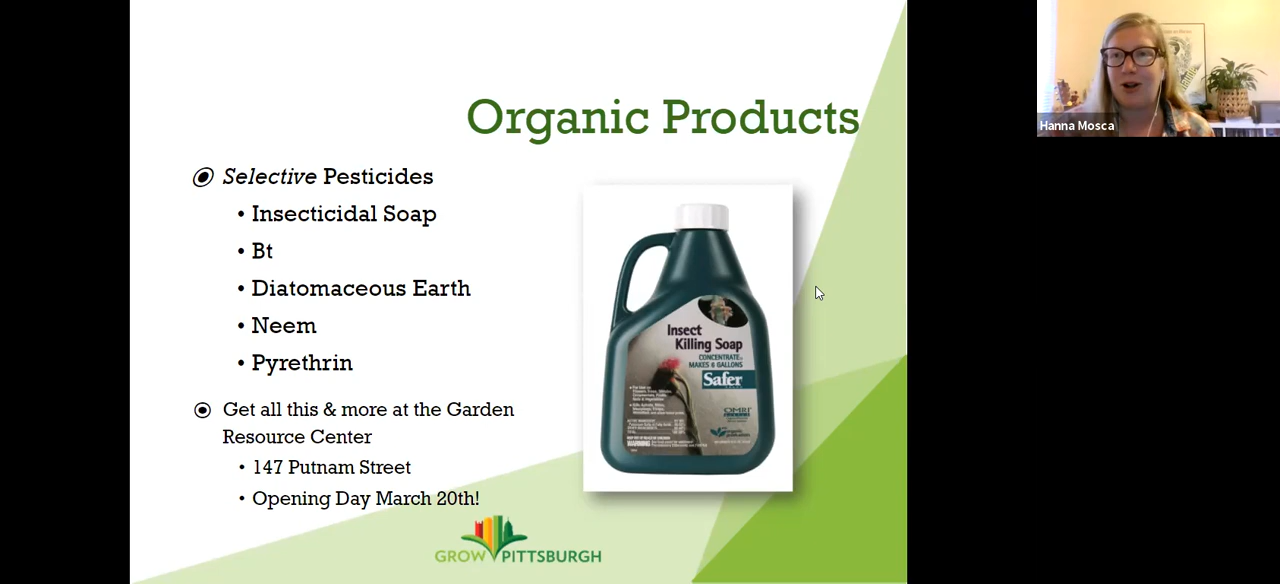 Organic Products
Selective Pesticides
• Insecticidal Soap
• Bt
• Diatomaceous Earth
• Neem
• Pyrethrin
Get all this & more at the Garden
Resource Center
• 147 Putnam Street
• Opening Day March 20th!
Insect
Killing Soap
CONCENTRATE
MAKES 6 GALLONS
Safer
OMRI
WARNING
GROW PITTSBURGH
Hanna Mosca